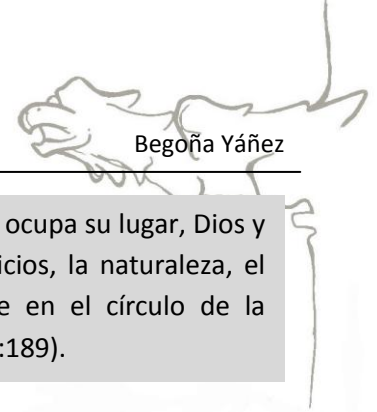 Begoña Yáñez
ocupa su lugar, Dios y
icios, la naturaleza, el
e en el círculo de la
:189).